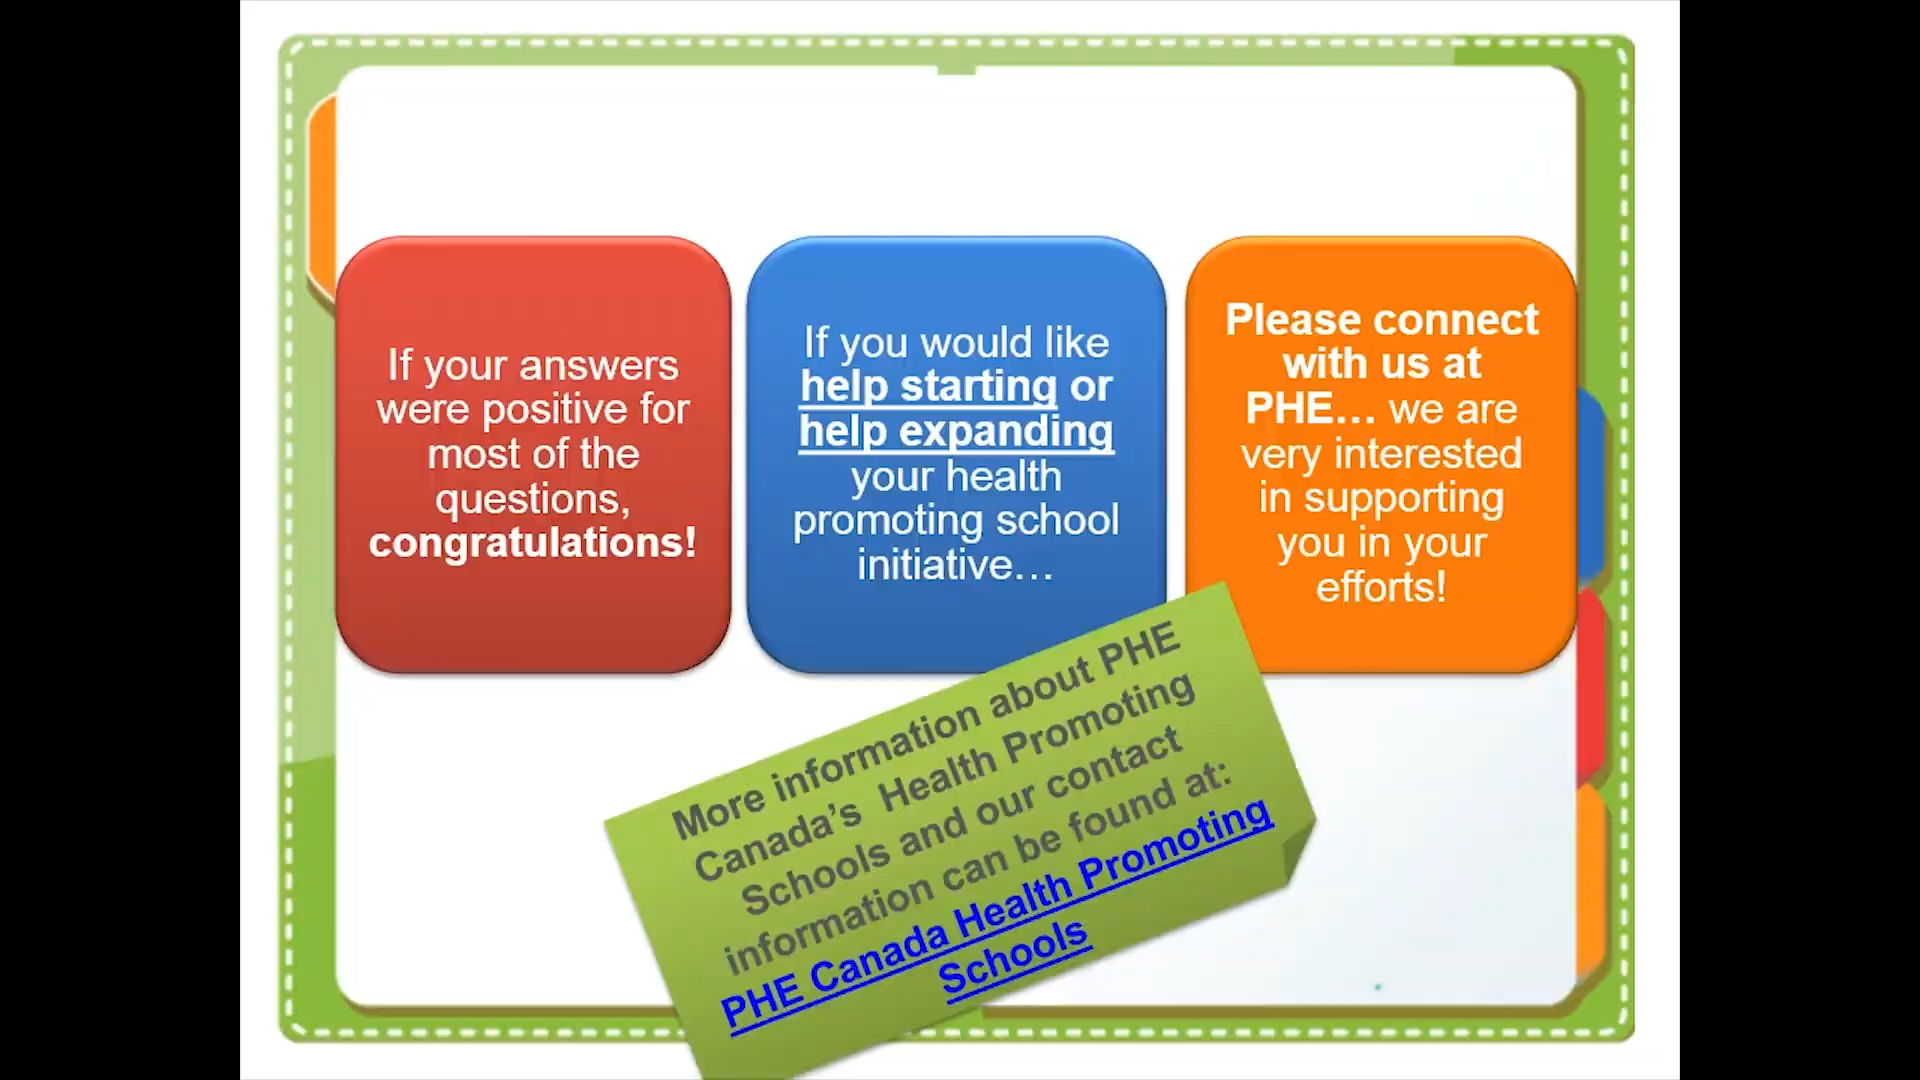 If your answers
were positive for
most of the
questions,
congratulations!
If you would like
help starting or
help expanding
your health
promoting school
initiative…
Please connect
with us at
PHE… we are
very interested
in supporting
you in your
efforts!
More information about PHE
Canada’s Health Promoting
Schools and our contact
information can be found at:
PHE Canada Health Promoting
Schools